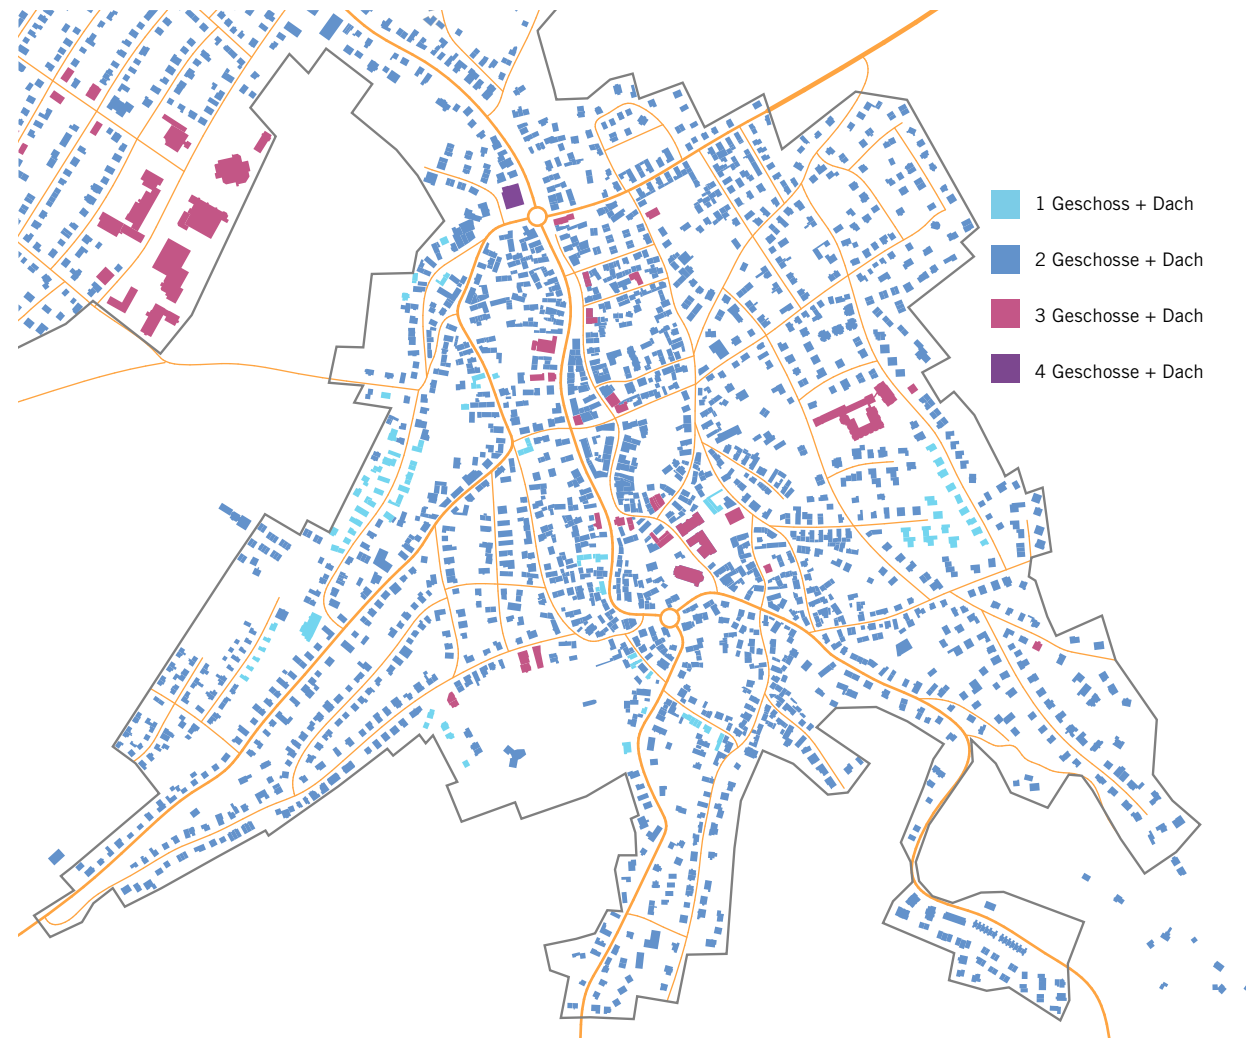 1 Geschoss + Dach
2 Geschosse + Dach
3 Geschosse + Dach
4 Geschosse + Dach